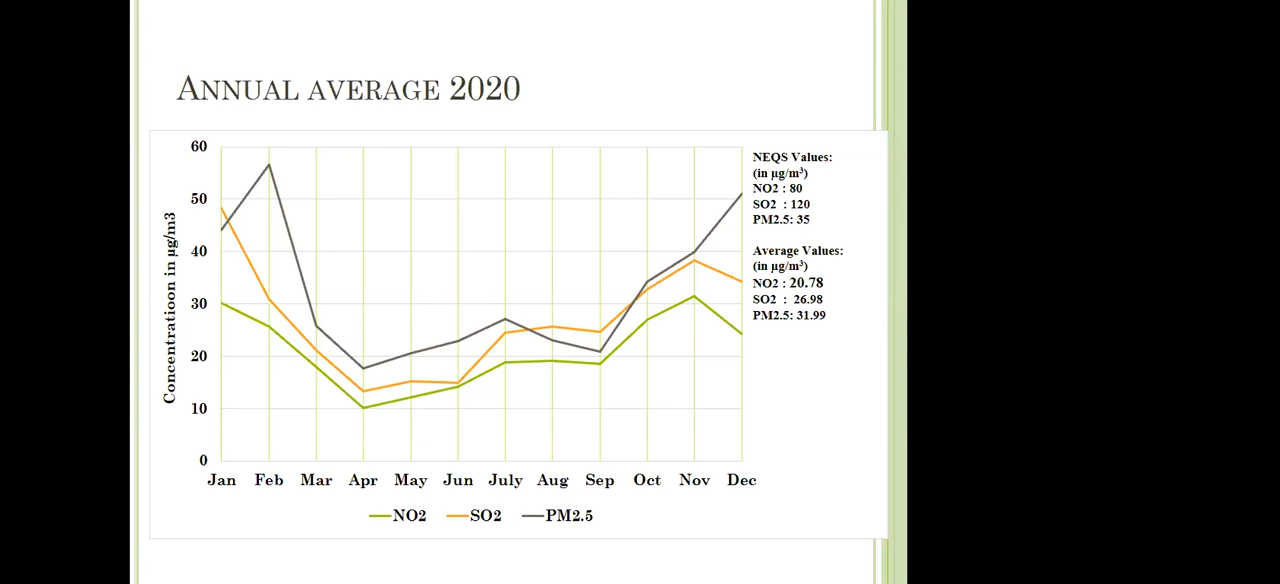 ANNUAL AVERAGE 2020
60
50
40
30
20
10
0
Concentratioon in µg/m3
Jan Feb Mar Apr May Jun July Aug Sep Oct Nov Dec
NO2 SO2 PM2.5
NEQS Values:
(in µg/m³)
NO2 : 80
SO2 : 120
PM2.5: 35
Average Values:
(in µg/m³)
NO2 : 20.78
SO2 : 26.98
PM2.5: 31.99